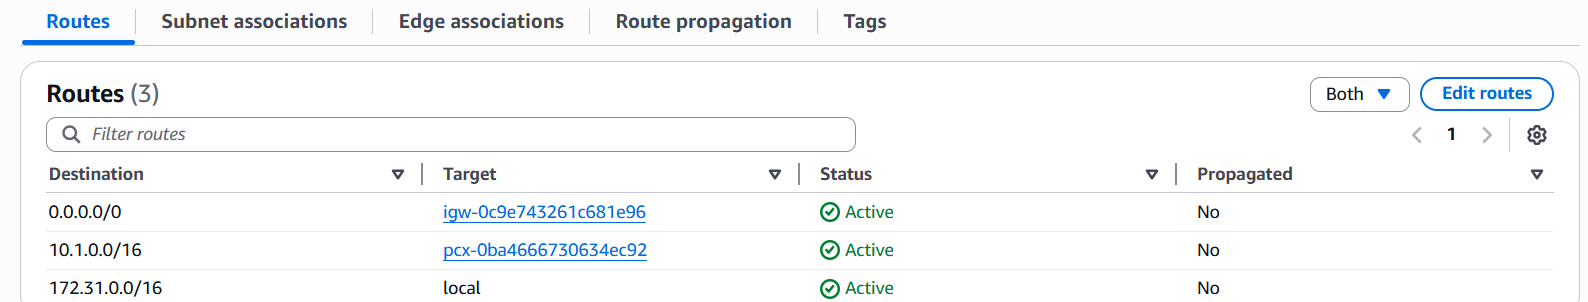 Routes Subnet associations Edge associations Route propagation Tags
Routes (3) Both Edit routes
Filter routes 1
Destination Target Status Propagated
0.0.0.0/0 igw-0c9e743261c681e96 Active No
10.1.0.0/16 pcx-0ba4666730634ec92 Active No
172.31.0.0/16 local Active No